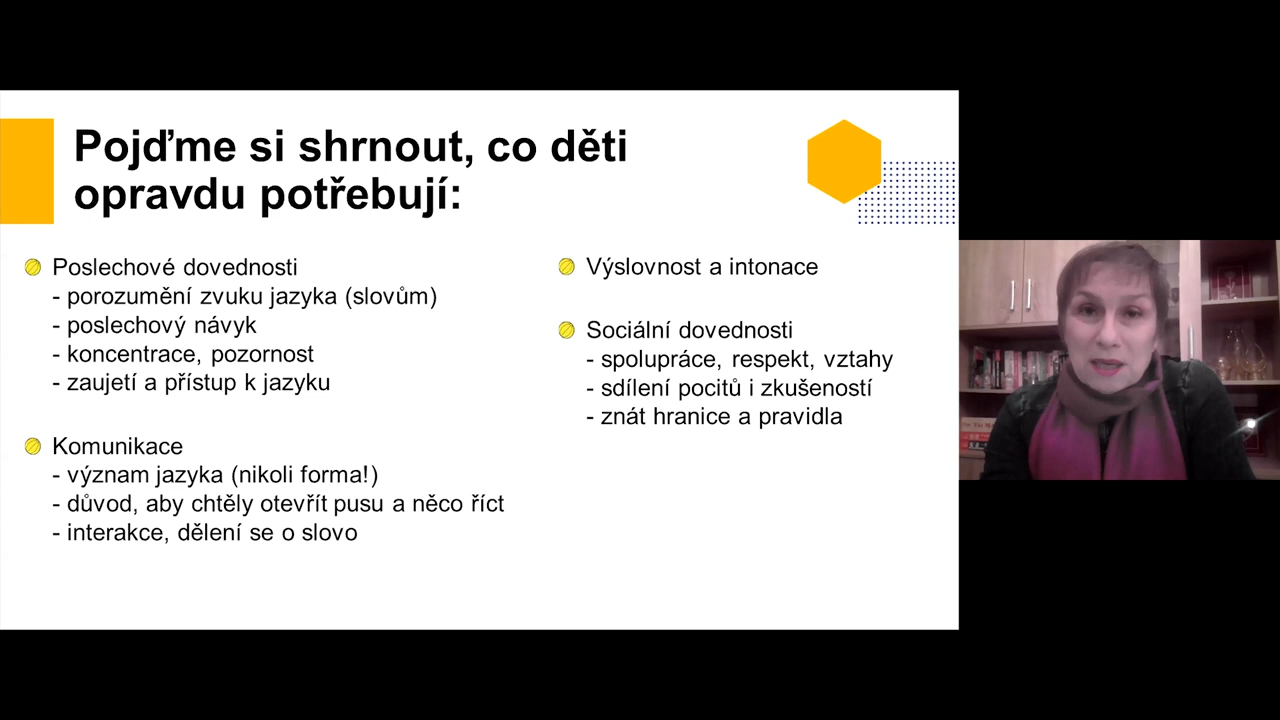 Pojďme si shrnout, co děti
opravdu potřebují:
Poslechové dovednosti
- porozumění zvuku jazyka (slovům)
- poslechový návyk
- koncentrace, pozornost
- zaujetí a přístup k jazyku
Komunikace
- význam jazyka (nikoli forma!)
- důvod, aby chtěly otevřít pusu a něco říct
- interakce, dělení se o slovo
Výslovnost a intonace
Sociální dovednosti
- spolupráce, respekt, vztahy
- sdílení pocitů i zkušeností
- znát hranice a pravidla